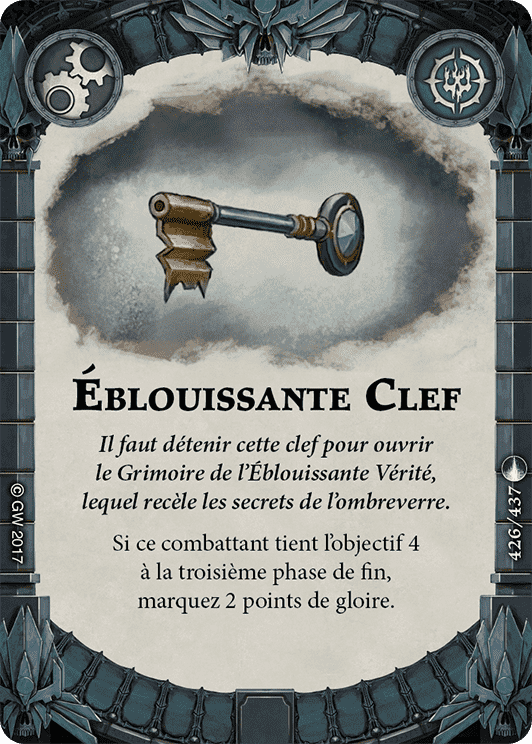 Éblouissante Clef
Il faut détenir cette clef pour ouvrir
le Grimoire de l'Éblouissante Vérité,
lequel recèle les secrets de l'ombreverre.
Si ce combattant tient l'objectif 4
à la troisième phase de fin,
marquez 2 points de gloire.
© GW 2017
426/437